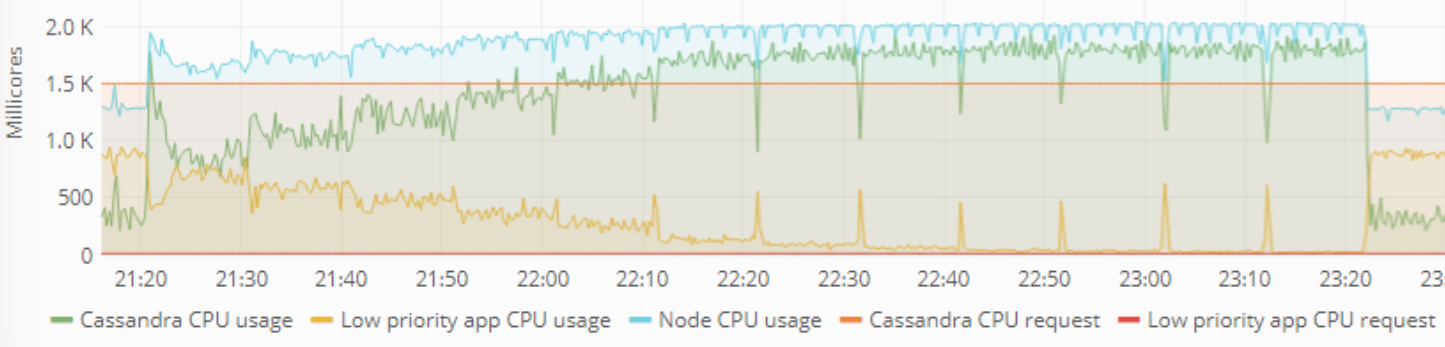 Millicores
2.0 K
1.5 K
1.0 K
500
0
21:20 21:30 21:40 21:50 22:00 22:10 22:20 22:30 22:40 22:50 23:00 23:10 23:20 23:
Cassandra CPU usage Low priority app CPU usage Node CPU usage Cassandra CPU request Low priority app CPU request